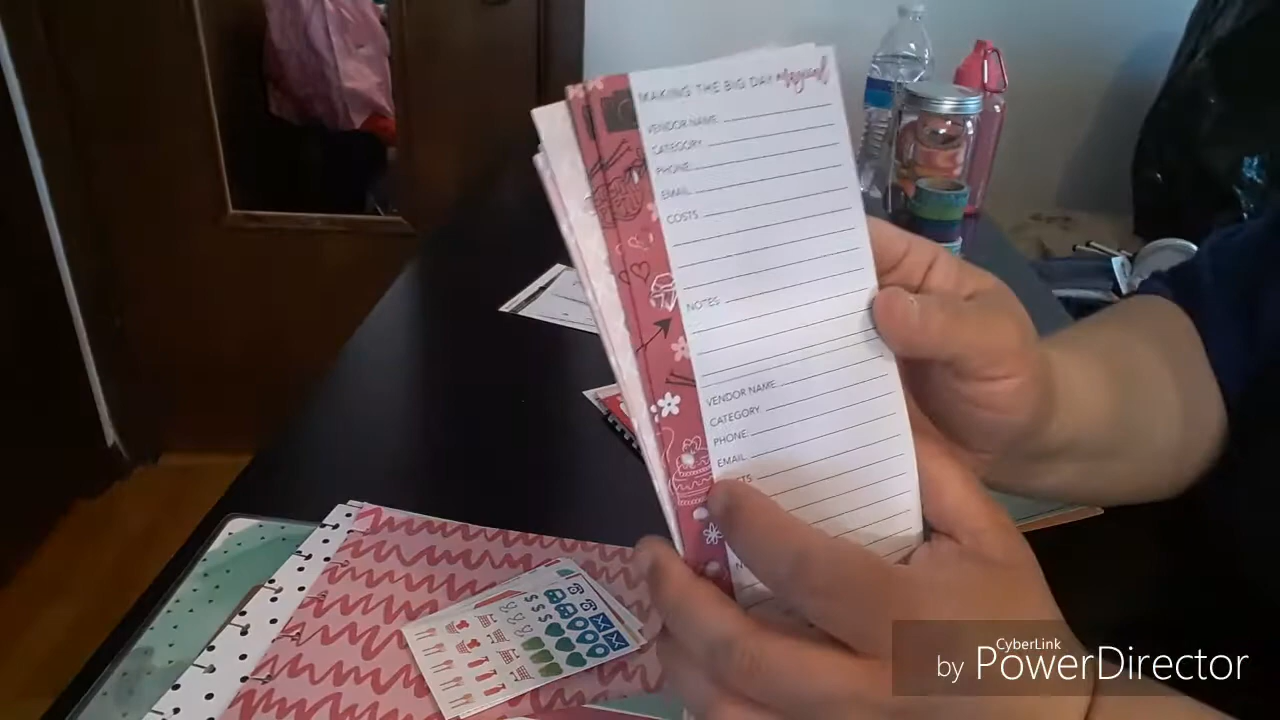 MAKING THE BIG DAY magical
VENDOR NAME
CATEGORY
PHONE
EMAIL
COSTS
NOTES
VENDOR NAME
CATEGORY
PHONE
EMAIL
CyberLink
by PowerDirector